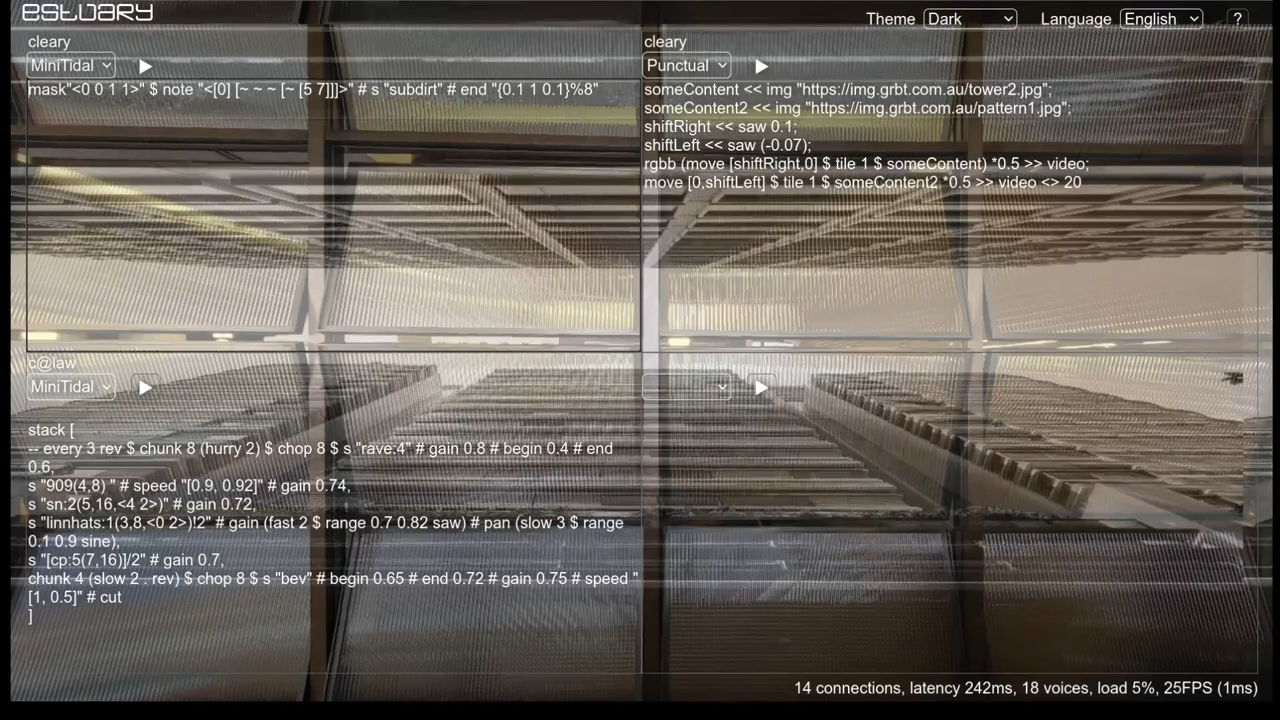 estuary
Theme Dark Language English ?
cleary
MiniTidal
mask"<0 0 1 1>" $ note "<[0] [~ ~ ~ [~ [5 7]]]>" # s "subdirt" # end "{0.1 1 0.1}%8"
cleary
Punctual
someContent << img "https://img.grbt.com.au/tower2.jpg";
someContent2 << img "https://img.grbt.com.au/pattern1.jpg";
shiftRight << saw 0.1;
shiftLeft << saw (-0.07);
rgbb (move [shiftRight,0] $ tile 1 $ someContent) *0.5 >> video;
move [0,shiftLeft] $ tile 1 $ someContent2 *0.5 >> video <> 20
c@law
MiniTidal
stack [
-- every 3 rev $ chunk 8 (hurry 2) $ chop 8 $ s "rave:4" # gain 0.8 # begin 0.4 # end
0.6,
s "909(4,8) " # speed "[0.9, 0.92]" # gain 0.74,
s "sn:2(5,16,<4 2>)" # gain 0.72,
s "linnhats:1(3,8,<0 2>)!2" # gain (fast 2 $ range 0.7 0.82 saw) # pan (slow 3 $ range
0.1 0.9 sine),
s "[cp:5(7,16)]/2" # gain 0.7,
chunk 4 (slow 2 . rev) $ chop 8 $ s "bev" # begin 0.65 # end 0.72 # gain 0.75 # speed "
[1, 0.5]" # cut
]
14 connections, latency 242ms, 18 voices, load 5%, 25FPS (1ms)